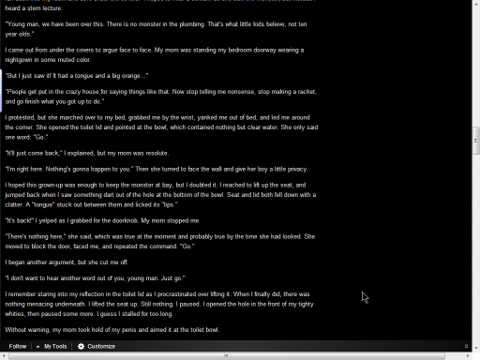 heard a stern lecture.
"Young man, we have been over this. There is no monster in the plumbing. That's what little kids believe, not ten
year olds."
I came out from under the covers to argue face to face. My mom was standing my bedroom doorway wearing a
nightgown in some muted color.
"But I just saw it! It had a tongue and a big orange..."
"People get put in the crazy house for saying things like that. Now stop telling me nonsense, stop making a racket,
and go finish what you got up to do."
I protested, but she marched over to my bed, grabbed me by the wrist, yanked me out of bed, and led me around
the corner. She opened the toilet lid and pointed at the bowl, which contained nothing but clear water. She only said
one word: "Go."
"It'll just come back," I explained, but my mom was resolute.
"I'm right here. Nothing's gonna happen to you." Then she turned to face the wall and give her boy a little privacy.
I hoped this grown-up was enough to keep the monster at bay, but I doubted it. I reached to lift up the seat, and
jumped back when I saw something dart out of the hole at the bottom of the bowl. Seat and lid both fell down with a
clatter. A "tongue" stuck out between them and licked its "lips."
"It's back!" I yelped as I grabbed for the doorknob. My mom stopped me.
"There's nothing here," she said, which was true at the moment and probably true by the time she had looked. She
moved to block the door, faced me, and repeated the command: "Go."
I began another argument, but she cut me off.
"I don't want to hear another word out of you, young man. Just go."
I remember staring into my reflection in the toilet lid as I procrastinated over lifting it. When I finally did, there was
nothing menacing underneath. I lifted the seat up. Still nothing. I paused. I opened the hole in the front of my tighty
whities, then paused some more. I guess I stalled for too long.
Without warning, my mom took hold of my penis and aimed it at the toilet bowl.
Follow My Tools Customize